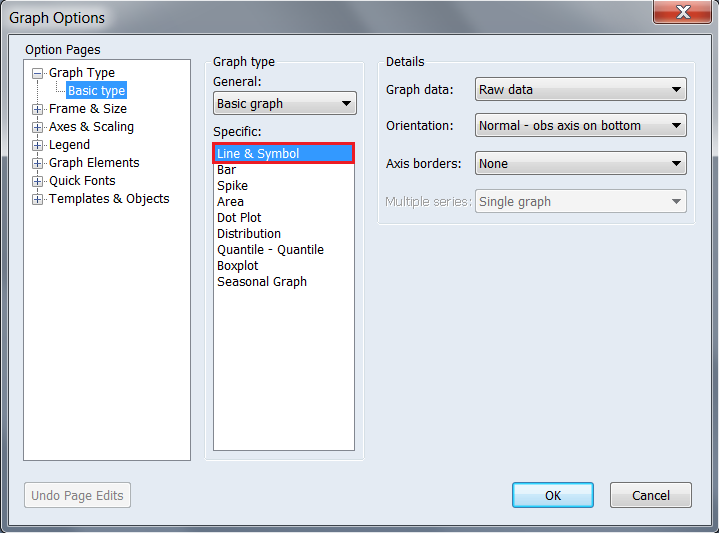 Graph Options
Option Pages
Graph Type
Basic type
Frame & Size
Axes & Scaling
Legend
Graph Elements
Quick Fonts
Templates & Objects
Graph type
General:
Basic graph
Specific:
Line & Symbol
Bar
Spike
Area
Dot Plot
Distribution
Quantile - Quantile
Boxplot
Seasonal Graph
Details
Graph data: Raw data
Orientation: Normal - obs axis on bottom
Axis borders: None
Multiple series: Single graph
Undo Page Edits
OK
Cancel